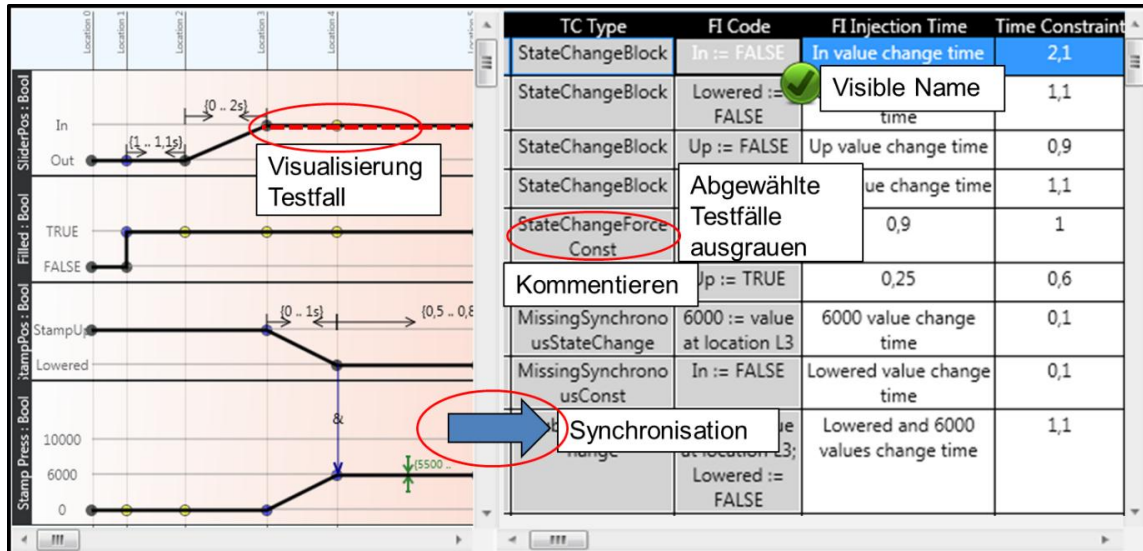 Location 0
Location 1
Location 2
Location 3
Location 4
SliderPos : Bool
In
Out
{1 .. 1,1s}
{0 .. 2s}
Visualisierung
Testfall
Filled : Bool
TRUE
FALSE
StampPos : Bool
StampUp
Lowered
{0 .. 1s}
{0,5 .. 0,8
Stamp Press : Bool
10000
6000
0
&
{5500 ..
TC Type FI Code FI Injection Time Time Constraint
StateChangeBlock In := FALSE In value change time 2,1
Visible Name
StateChangeBlock Lowered := FALSE time 1,1
StateChangeBlock Up := FALSE Up value change time 0,9
StateChangeBlock ue change time 1,1
Abgewählte
Testfälle
ausgrauen
StateChangeForce
Const
0,9 1
Kommentieren
Up := TRUE 0,25 0,6
MissingSynchrono 6000 := value 6000 value change 0,1
usStateChange at location L3 time
MissingSynchrono In := FALSE Lowered value change 0,1
usConst time
Synchronisation
Lowered and 6000 1,1
values change time
Lowered :=
FALSE